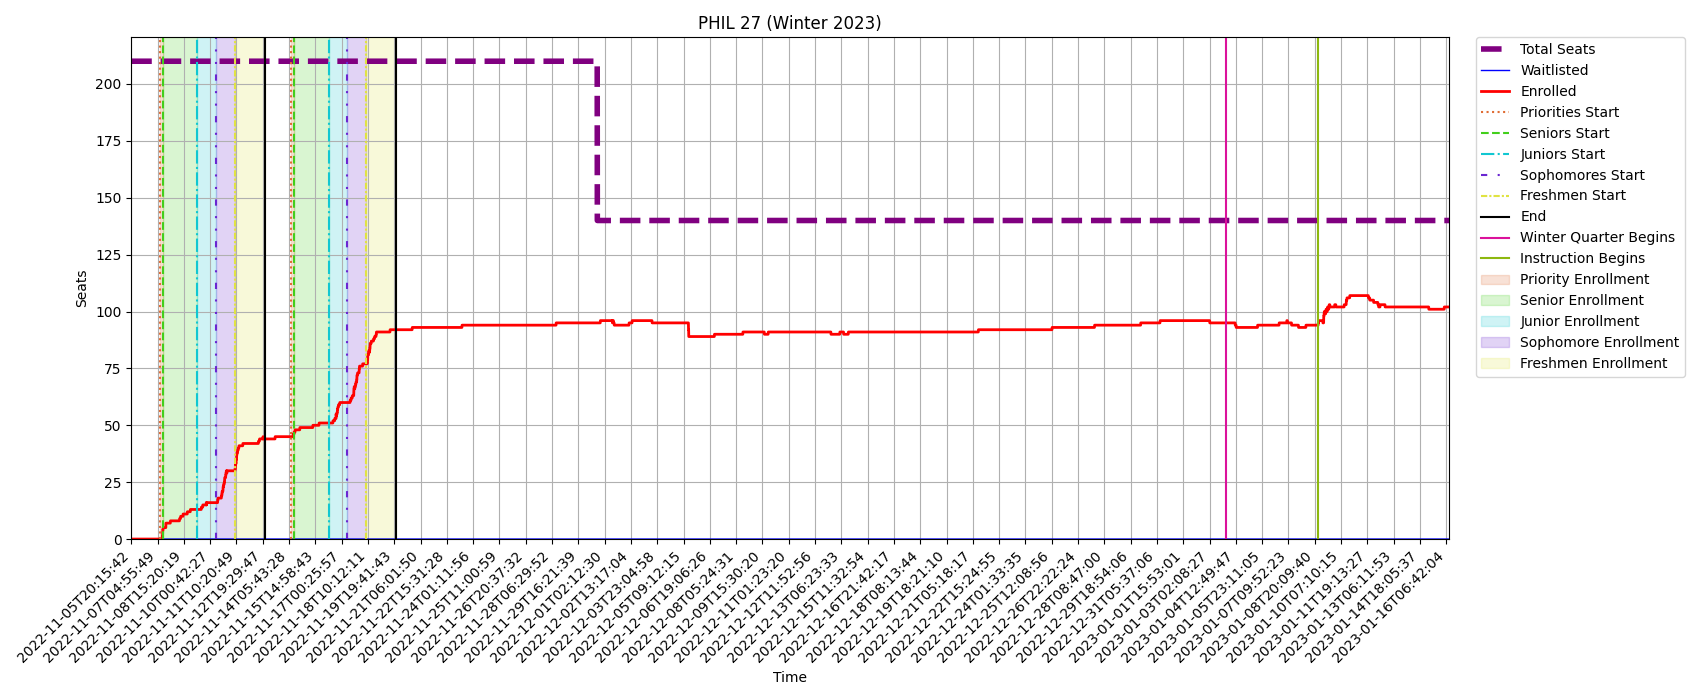 PHIL 27 (Winter 2023)
Seats
200
175
150
125
100
75
50
25
0
2022-11-05T20:15:42
2022-11-07T04:55:49
2022-11-08T15:20:19
2022-11-10T00:42:27
2022-11-11T10:20:49
2022-11-12T19:29:47
2022-11-14T05:43:28
2022-11-15T14:58:43
2022-11-17T00:25:57
2022-11-18T10:12:11
2022-11-19T19:41:43
2022-11-21T06:01:50
2022-11-22T15:31:28
2022-11-24T01:11:56
2022-11-25T11:00:59
2022-11-26T20:37:32
2022-11-28T06:29:52
2022-11-29T16:21:39
2022-12-01T02:12:30
2022-12-02T13:17:04
2022-12-03T23:04:58
2022-12-05T09:12:15
2022-12-06T19:06:26
2022-12-08T05:24:31
2022-12-09T15:30:20
2022-12-11T01:23:20
2022-12-12T11:52:56
2022-12-13T16:23:33
2022-12-15T11:32:54
2022-12-16T21:42:17
2022-12-18T08:13:44
2022-12-19T18:21:10
2022-12-21T05:18:17
2022-12-22T15:24:55
2022-12-24T01:33:35
2022-12-25T12:08:56
2022-12-26T22:22:24
2022-12-28T08:47:00
2022-12-29T18:54:06
2022-12-31T05:37:06
2023-01-01T15:53:01
2023-01-03T02:08:27
2023-01-04T12:49:47
2023-01-05T23:11:05
2023-01-07T09:52:23
2023-01-08T20:09:40
2023-01-10T07:10:15
2023-01-11T19:13:27
2023-01-13T06:11:53
2023-01-14T18:05:37
2023-01-16T06:42:04
Time
Total Seats
Waitlisted
Enrolled
Priorities Start
Seniors Start
Juniors Start
Sophomores Start
Freshmen Start
End
Winter Quarter Begins
Instruction Begins
Priority Enrollment
Senior Enrollment
Junior Enrollment
Sophomore Enrollment
Freshmen Enrollment